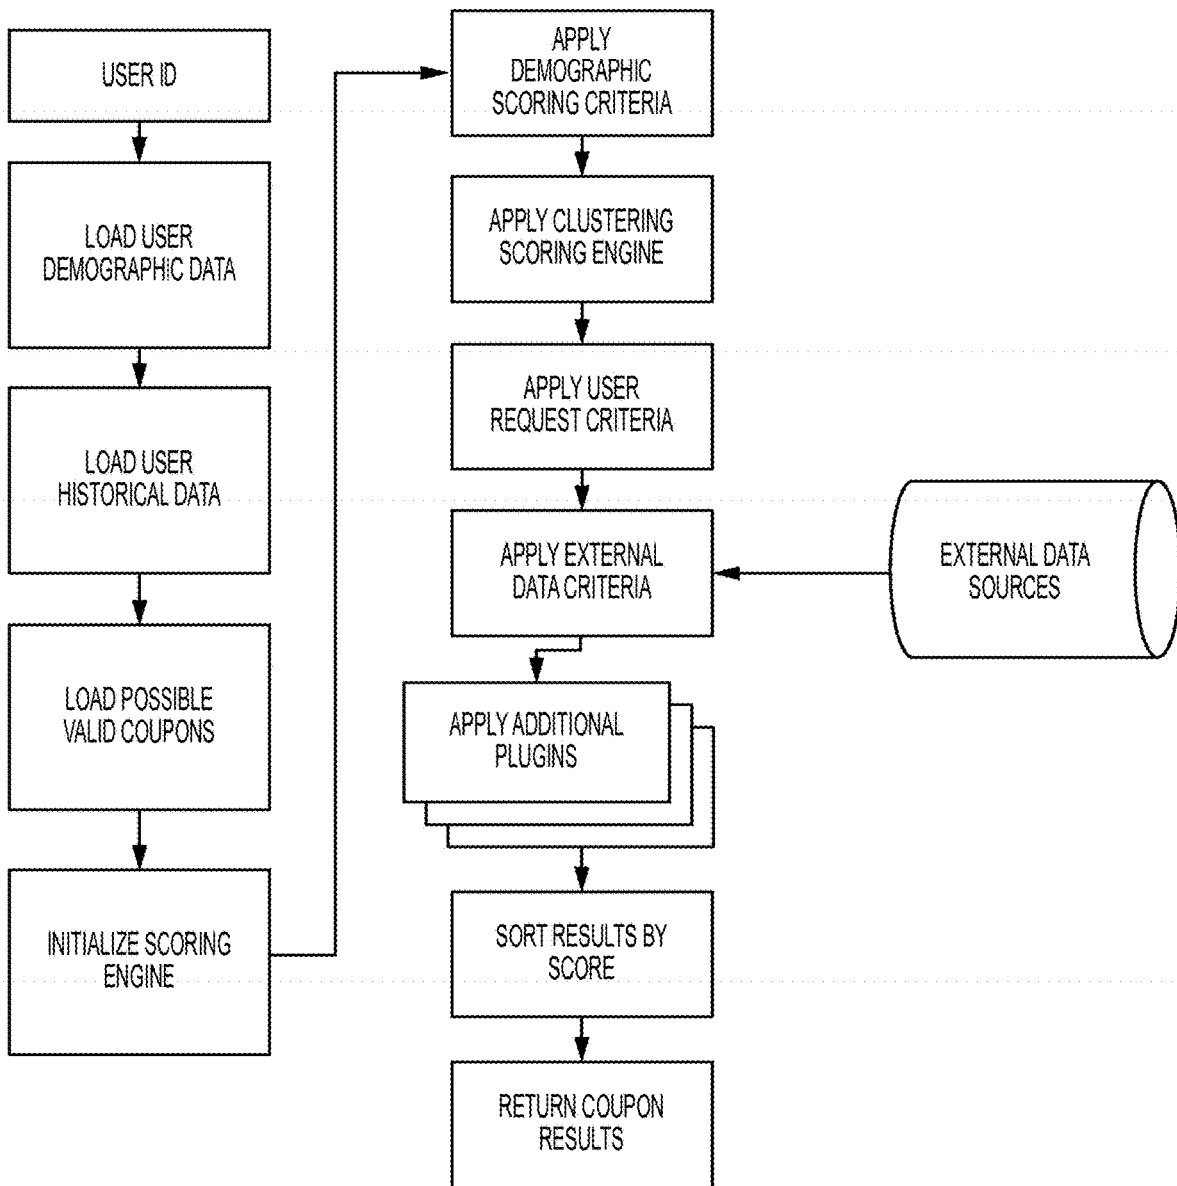 USER ID
LOAD USER
DEMOGRAPHIC DATA
LOAD USER
HISTORICAL DATA
LOAD POSSIBLE
VALID COUPONS
INITIALIZE SCORING
ENGINE
APPLY
DEMOGRAPHIC
SCORING CRITERIA
APPLY CLUSTERING
SCORING ENGINE
APPLY USER
REQUEST CRITERIA
APPLY EXTERNAL
DATA CRITERIA
EXTERNAL DATA
SOURCES
APPLY ADDITIONAL
PLUGINS
SORT RESULTS BY
SCORE
RETURN COUPON
RESULTS